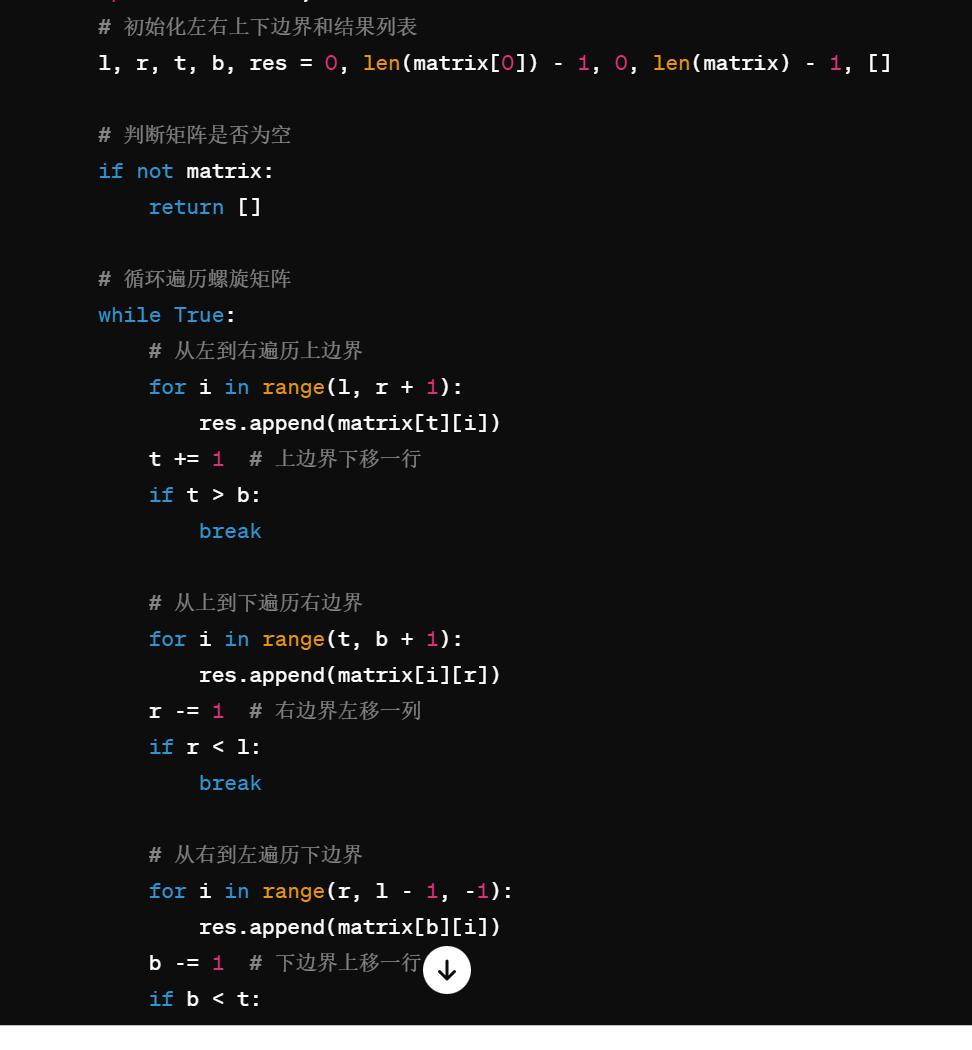 # 初始化左右上下边界和结果列表
l, r, t, b, res = 0, len(matrix[0]) - 1, 0, len(matrix) - 1, []
# 判断矩阵是否为空
if not matrix:
    return []
# 循环遍历螺旋矩阵
while True:
    # 从左到右遍历上边界
    for i in range(l, r + 1):
        res.append(matrix[t][i])
    t += 1  # 上边界下移一行
    if t > b:
        break
    # 从上到下遍历右边界
    for i in range(t, b + 1):
        res.append(matrix[i][r])
    r -= 1  # 右边界左移一列
    if r < l:
        break
    # 从右到左遍历下边界
    for i in range(r, l - 1, -1):
        res.append(matrix[b][i])
    b -= 1  # 下边界上移一行
    if b < t: